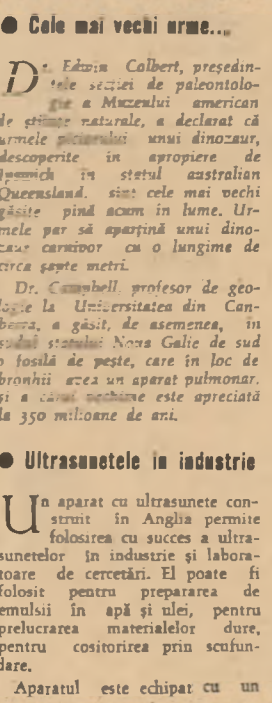 ● Cele mai vechi urme...
Dr. Edwin Colbert, președin-
tele secției de paleontolo-
gie a Muzeului american
de științe naturale, a declarat că
urmele piciorului unui dinozaur,
descoperite în apropiere de
Ipswich în statul australian
Queensland, sînt cele mai vechi
găsite pînă acum în lume. Ur-
mele par să aparțină unui dino-
zaur carnivor cu o lungime de
circa șapte metri.
Dr. Campbell, profesor de geo-
logie la Universitatea din Can-
berra, a găsit, de asemenea, în
sudul statului Noua Galie de sud
o fosilă de pește, care în loc de
bronhii avea un aparat pulmonar.
și a cărui vechime este apreciată
la 350 milioane de ani.
● Ultrasunetele în industrie
Un aparat cu ultrasunete con-
struit în Anglia permite
folosirea cu succes a ultra-
sunetelor în industrie și labora-
toare de cercetări. El poate fi
folosit pentru prepararea de
emulsii în apă și ulei, pentru
prelucrarea materialelor dure,
pentru cositorirea prin scufun-
dare.
Aparatul este echipat cu un